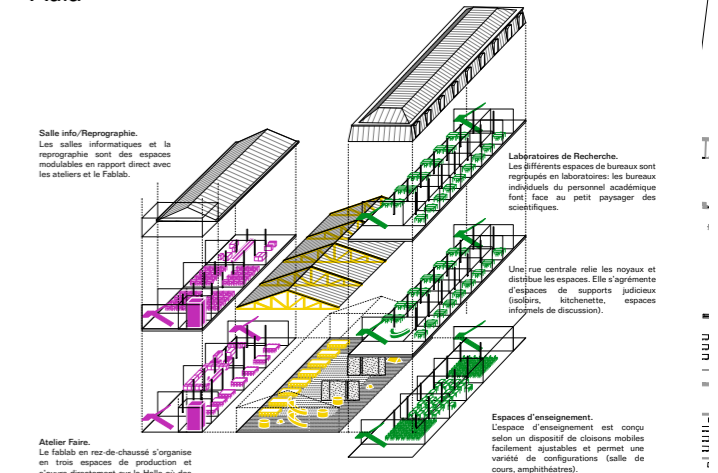 Salle info/Reprographie.
Les salles informatiques et la
reprographie sont des espaces
modulables en rapport direct avec
les ateliers et le Fablab.
Laboratoires de Recherche.
Les différents espaces de bureaux sont
regroupés en laboratoires: les bureaux
individuels du personnel académique
font face au petit paysager des
scientifiques.
Une rue centrale relie les noyaux et
distribue les espaces. Elle s'agrémente
d'espaces de supports judicieux
(isoloirs, kitchenette, espaces
informels de discussion).
Espaces d'enseignement.
L'espace d'enseignement est conçu
selon un dispositif de cloisons mobiles
facilement ajustables et permet une
variété de configurations (salle de
cours, amphithéatres).
Atelier Faire.
Le fablab en rez-de-chaussé s'organise
en trois espaces de production et